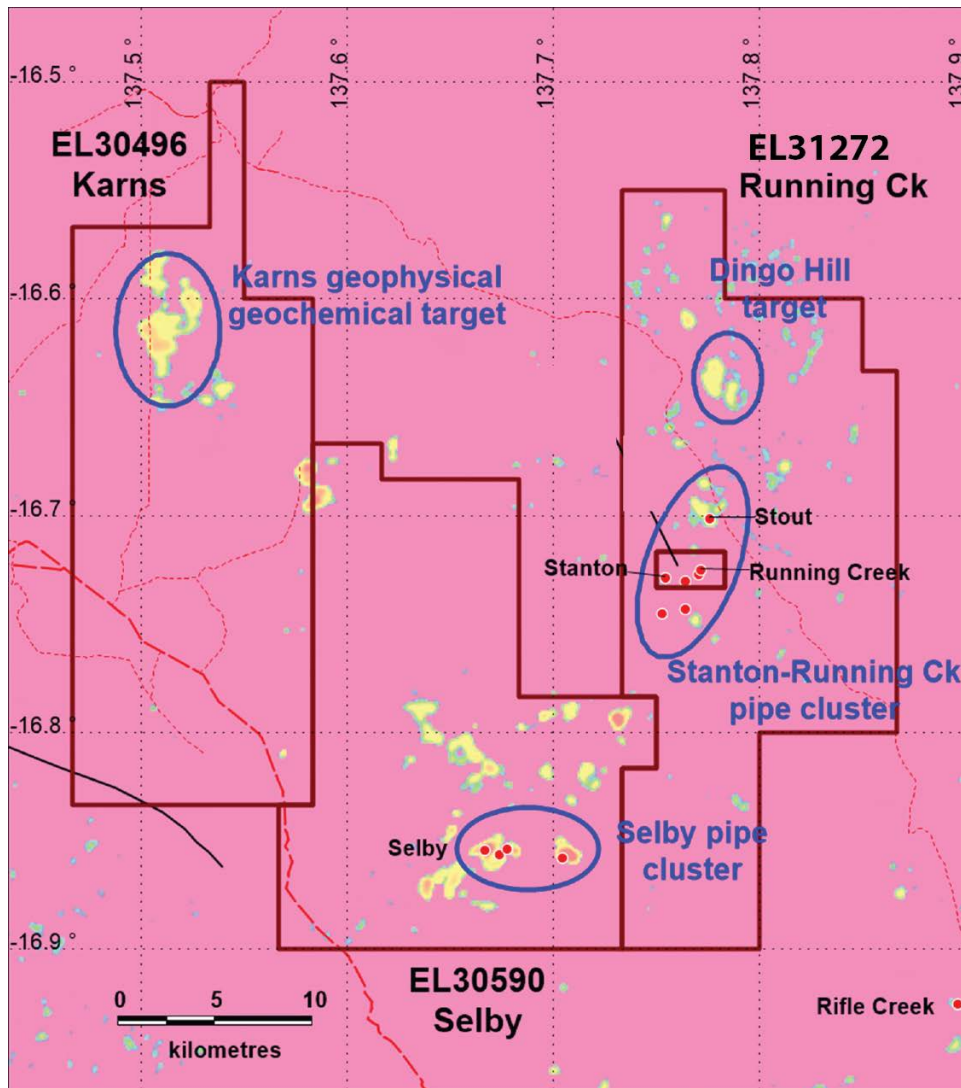 137.5°
137.6°
137.7°
137.8°
137.9
-16.5°
EL30496
Karns
EL31272
Running Ck
Karns geophysical
geochemical target
Dingo Hill
target
-16.6°
-16.7°
Stout
Stanton
Running Creek
Stanton-Running Ck
pipe cluster
-16.8°
Selby
Selby pipe
cluster
-16.9°
EL30590
Selby
0 5 10
kilometres
Rifle Creek